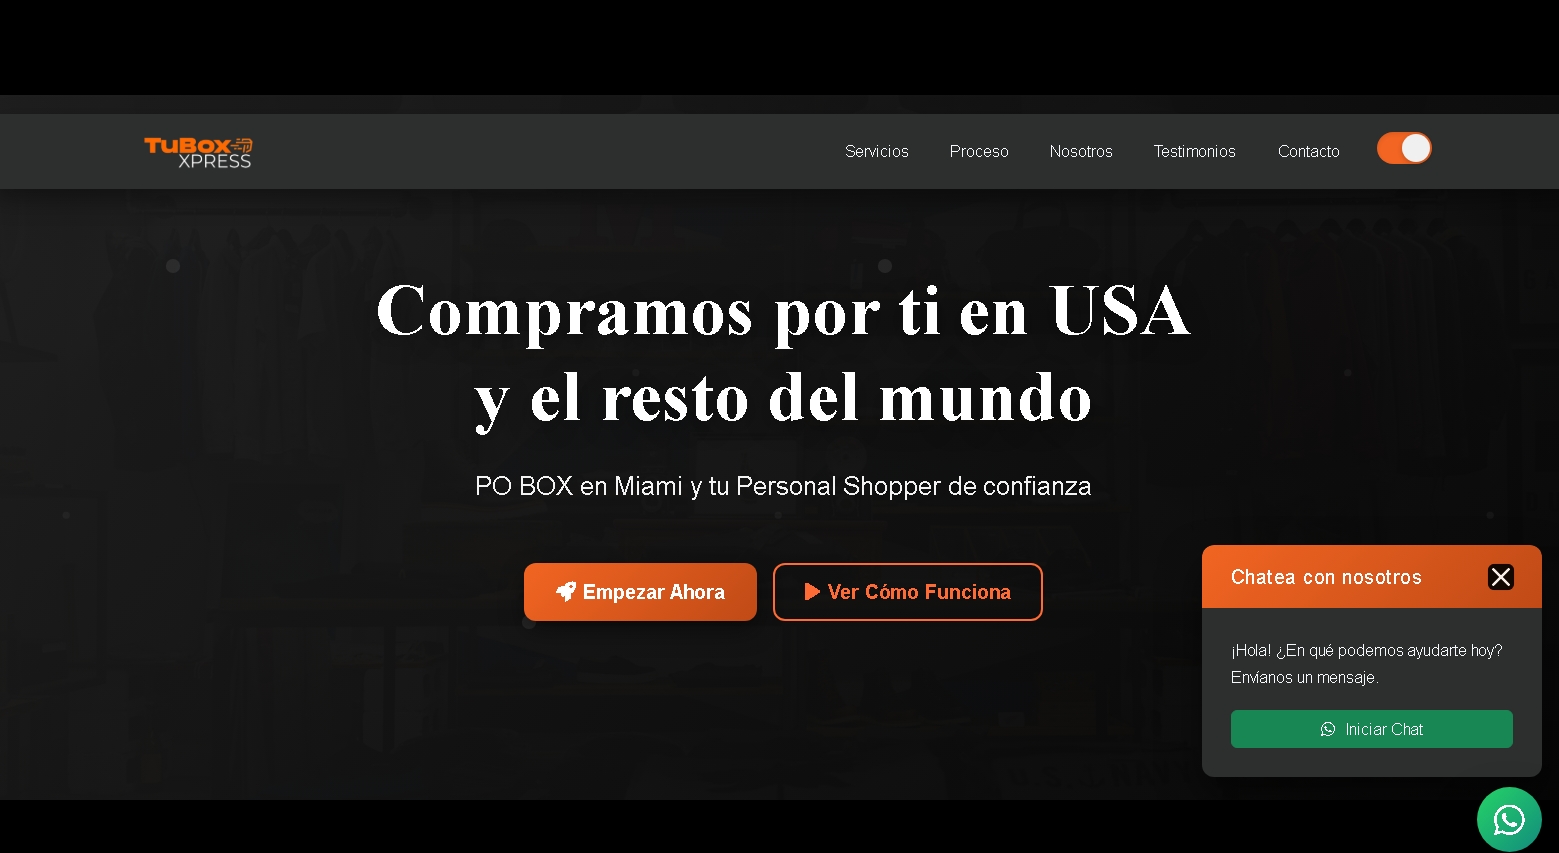 TuBox
XPRESS
Servicios
Proceso
Nosotros
Testimonios
Contacto
Compramos por ti en USA
y el resto del mundo
PO BOX en Miami y tu Personal Shopper de confianza
Empezar Ahora
Ver Cómo Funciona
Chatea con nosotros
¡Hola! ¿En qué podemos ayudarte hoy?
Envíanos un mensaje.
Iniciar Chat